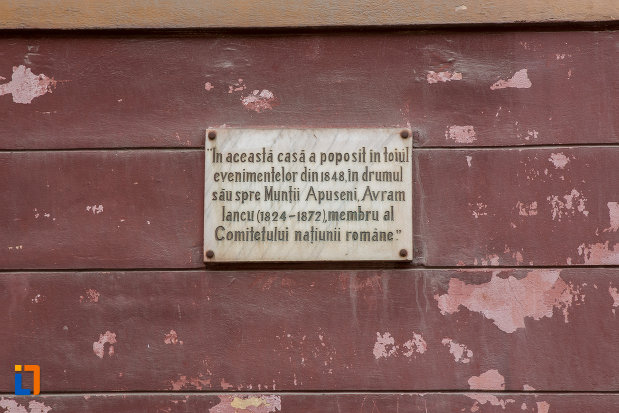 "In această casă a poposit în toiul
evenimentelor din 1848, în drumul
său spre Munții Apuseni, Avram
Iancu (1824-1872), membru al
Comitetului națiunii române."